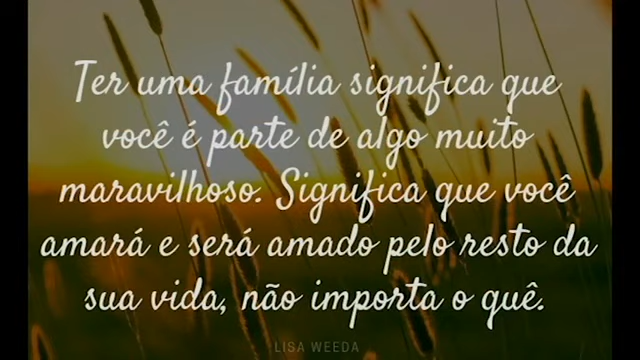 Ter uma família significa que
você é parte de algo muito
maravilhoso. Significa que você
amará e será amado pelo resto da
sua vida, não importa o quê.
LISA WEEDA